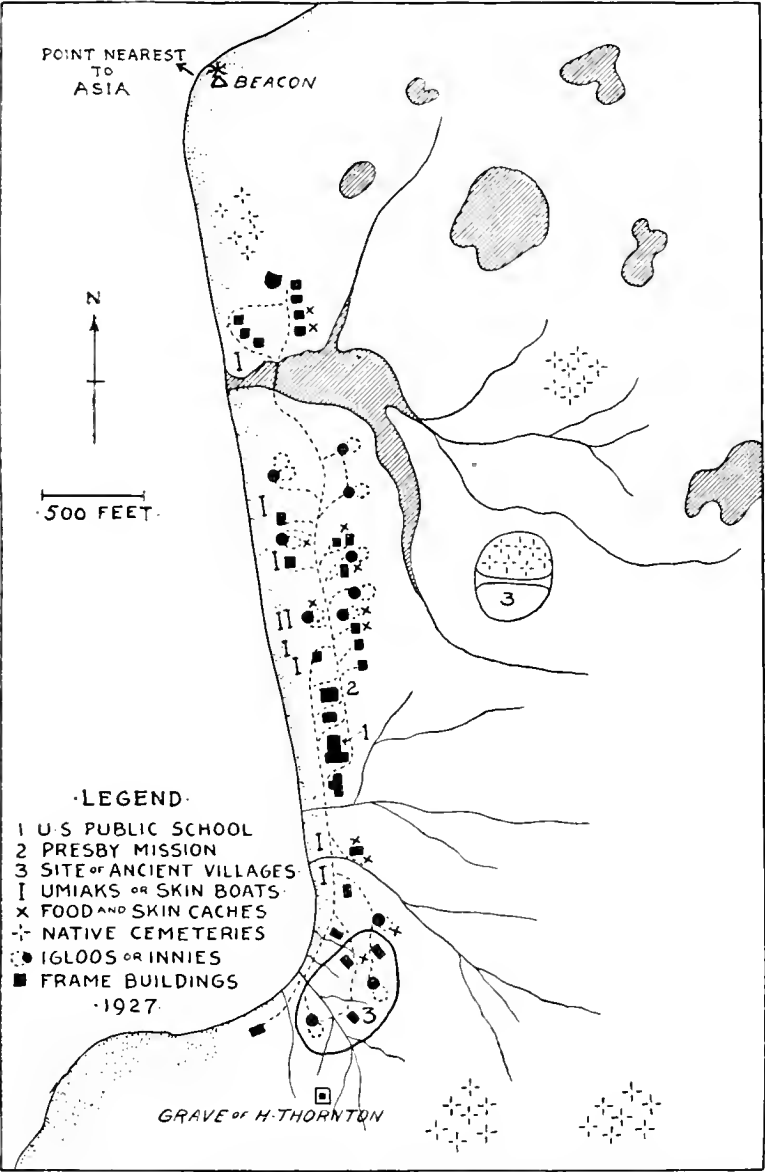 POINT NEAREST
TO
ASIA
BEACON
N
500 FEET
3
2
1
·LEGEND·
1 U·S PUBLIC SCHOOL
2 PRESBY MISSION
3 SITE OF ANCIENT VILLAGES
UMIAKS OR SKIN BOATS
FOOD AND SKIN CACHES
NATIVE CEMETERIES
IGLOOS OR INNIES
FRAME BUILDINGS
·1927·
3
GRAVE OF H·THORNTON